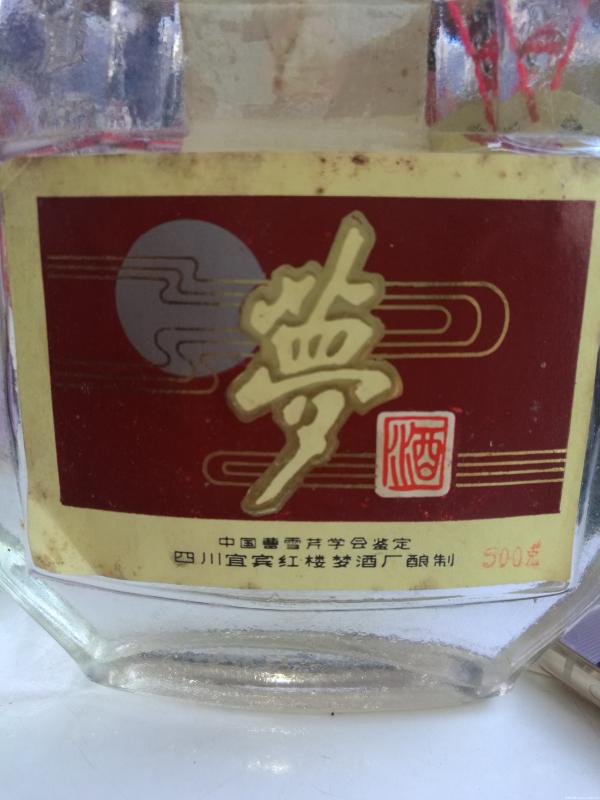 夢
酒
中国曹雪芹学会鉴定
四川宜宾红楼梦酒厂酿制 500克